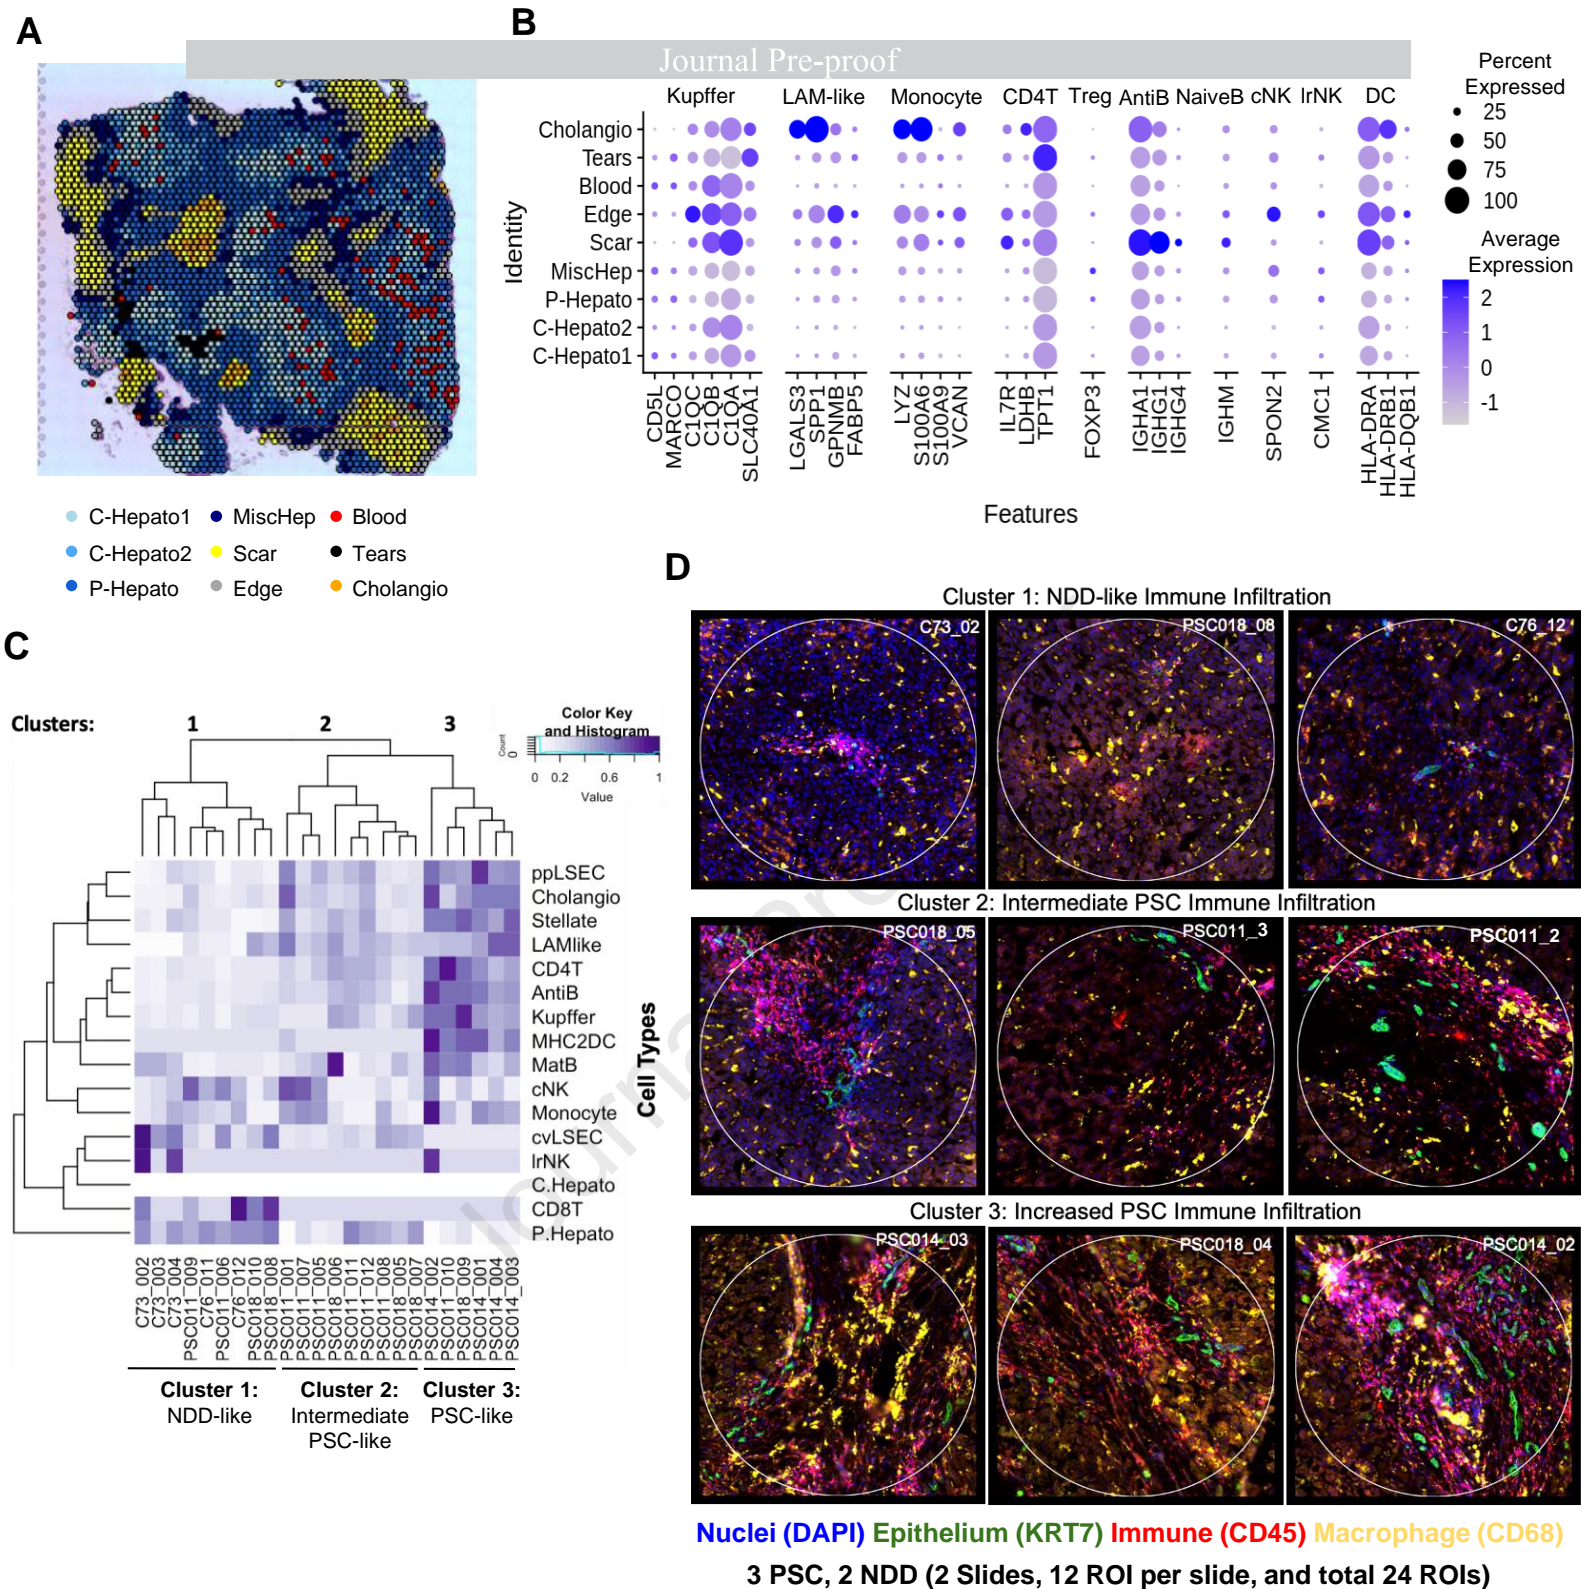 A
B
Journal Pre-proof
Kupffer LAM-like Monocyte CD4T Treg AntiB NaiveB cNK lrNK DC
Percent
Expressed
25
50
75
100
Average
Expression
2
1
0
-1
Identity
Cholangio
Tears
Blood
Edge
Scar
MiscHep
P-Hepato
C-Hepato2
C-Hepato1
CD5L
MARCO
C1QC
C1QB
C1QA
SLC40A1
LGALS3
SPP1
GPNMB
FABP5
LYZ
S100A6
S100A9
VCAN
IL7R
LDHB
TPT1
FOXP3
IGHA1
IGHG1
IGHG4
IGHM
SPON2
CMC1
HLA-DRA
HLA-DRB1
HLA-DQB1
Features
C-Hepato1 MiscHep Blood
C-Hepato2 Scar Tears
P-Hepato Edge Cholangio
C
Clusters: 1 2 3
Color Key
and Histogram
Count
0
0 0.2 0.6 1
Value
ppLSEC
Cholangio
Stellate
LAMlike
CD4T
AntiB
Kupffer
MHC2DC
MatB
cNK
Monocyte
cvLSEC
lrNK
C.Hepato
CD8T
P.Hepato
Cell Types
C73_002
C73_003
C73_004
PSC011_009
C76_011
PSC011_006
C76_012
PSC018_010
PSC018_008
PSC011_001
PSC011_007
PSC011_005
PSC018_006
PSC011_011
PSC011_012
PSC011_008
PSC018_005
PSC018_007
PSC014_002
PSC011_010
PSC018_009
PSC014_001
PSC014_004
PSC014_003
Cluster 1:
NDD-like
Cluster 2:
Intermediate
PSC-like
Cluster 3:
PSC-like
D
Cluster 1: NDD-like Immune Infiltration
C73_02
PSC018_08
C76_12
Cluster 2: Intermediate PSC Immune Infiltration
PSC018_05
PSC011_3
PSC011_2
Cluster 3: Increased PSC Immune Infiltration
PSC014_03
PSC018_04
PSC014_02
Nuclei (DAPI) Epithelium (KRT7) Immune (CD45) Macrophage (CD68)
3 PSC, 2 NDD (2 Slides, 12 ROI per slide, and total 24 ROIs)